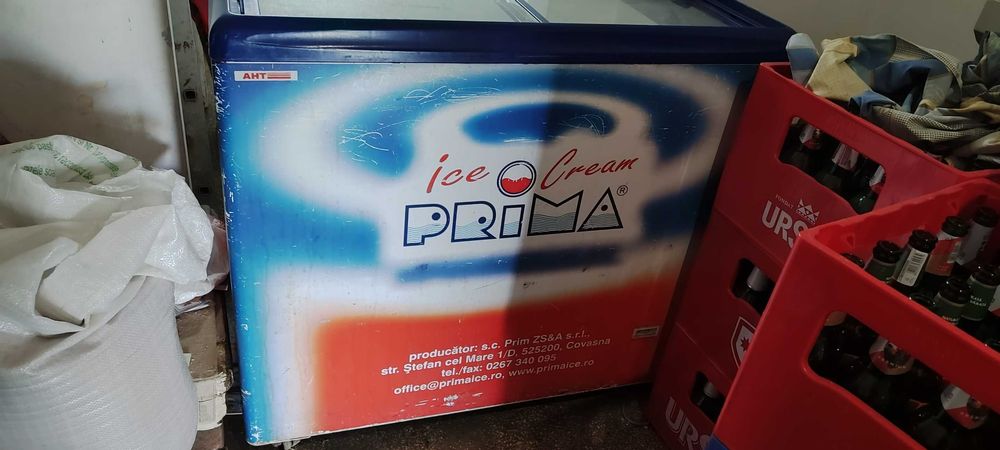 AHT
ice Cream
PRiMA®
producător: s.c. Prim ZS&A s.r.l.,
str. Ștefan cel Mare 1/D, 525200, Covasna
tel./fax: 0267 340 095
office@primaice.ro, www.primaice.ro
FONDAT
URS
URS